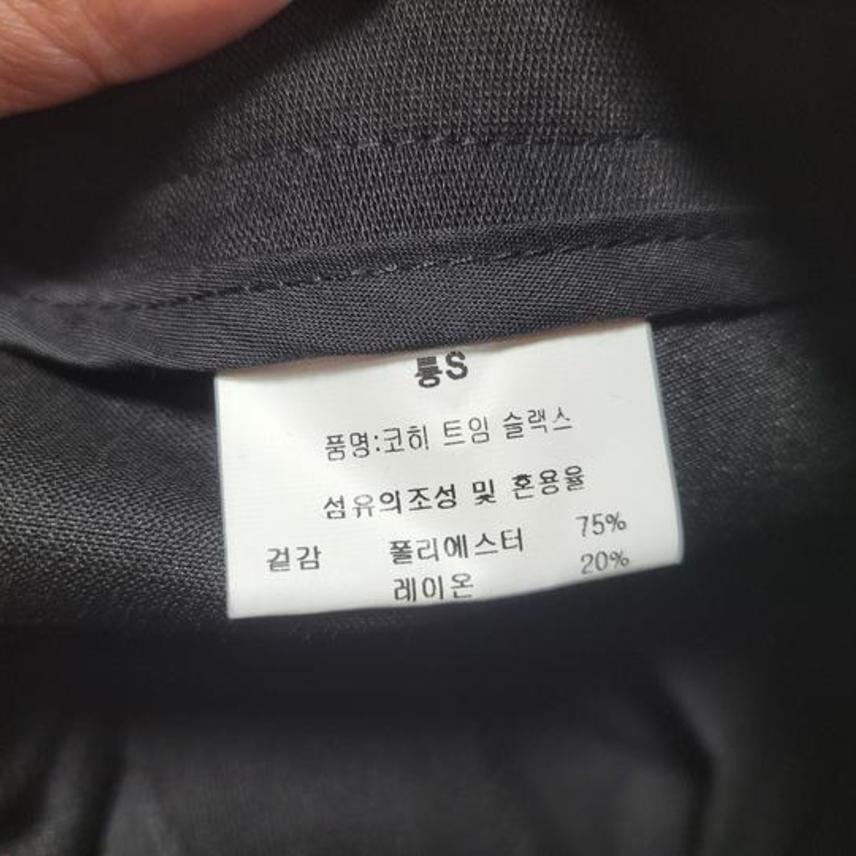 롱S
품명:코히 트임 슬랙스
섬유의조성 및 혼용율
겉감 폴리에스터 75%
레이온 20%